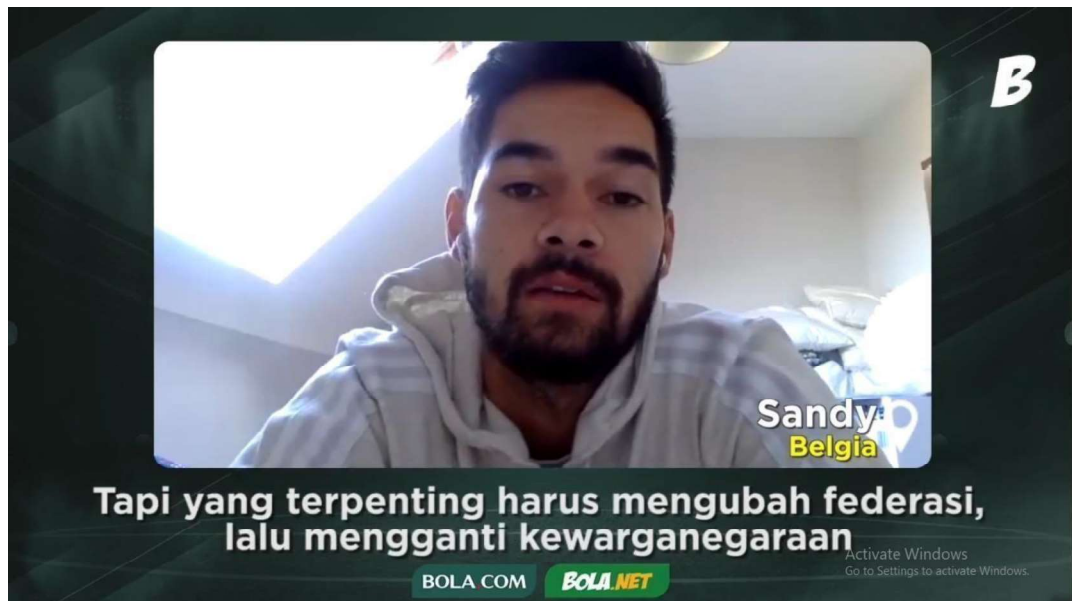 B
Sandy
Belgia
Tapi yang terpenting harus mengubah federasi,
lalu mengganti kewarganegaraan
Activate Windows
Go to Settings to activate Windows.
BOLA COM BOLA.NET